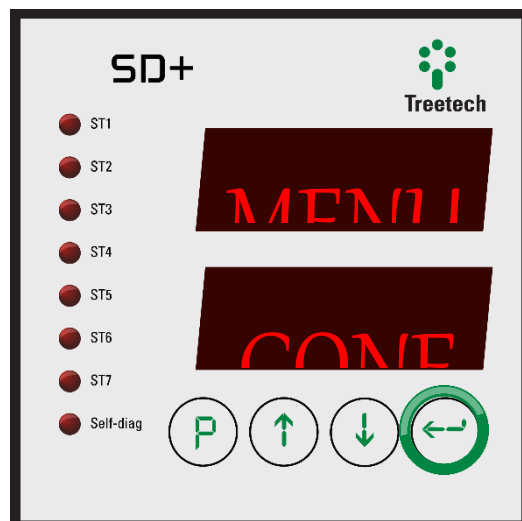 SD+
Treetech
ST1
ST2
ST3
ST4
ST5
ST6
ST7
Self-diag
MENU
CONF
P